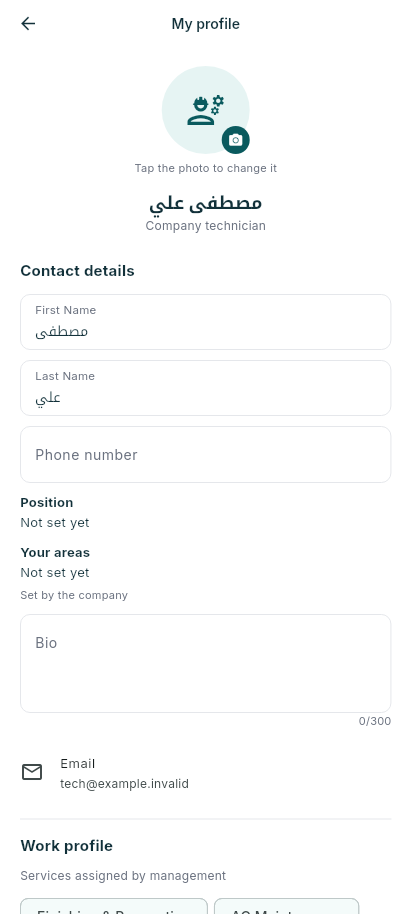 My profile
Tap the photo to change it
مصطفى علي
Company technician
Contact details
First Name
مصطفى
Last Name
علي
Phone number
Position
Not set yet
Your areas
Not set yet
Set by the company
Bio
0/300
Email
tech@example.invalid
Work profile
Services assigned by management